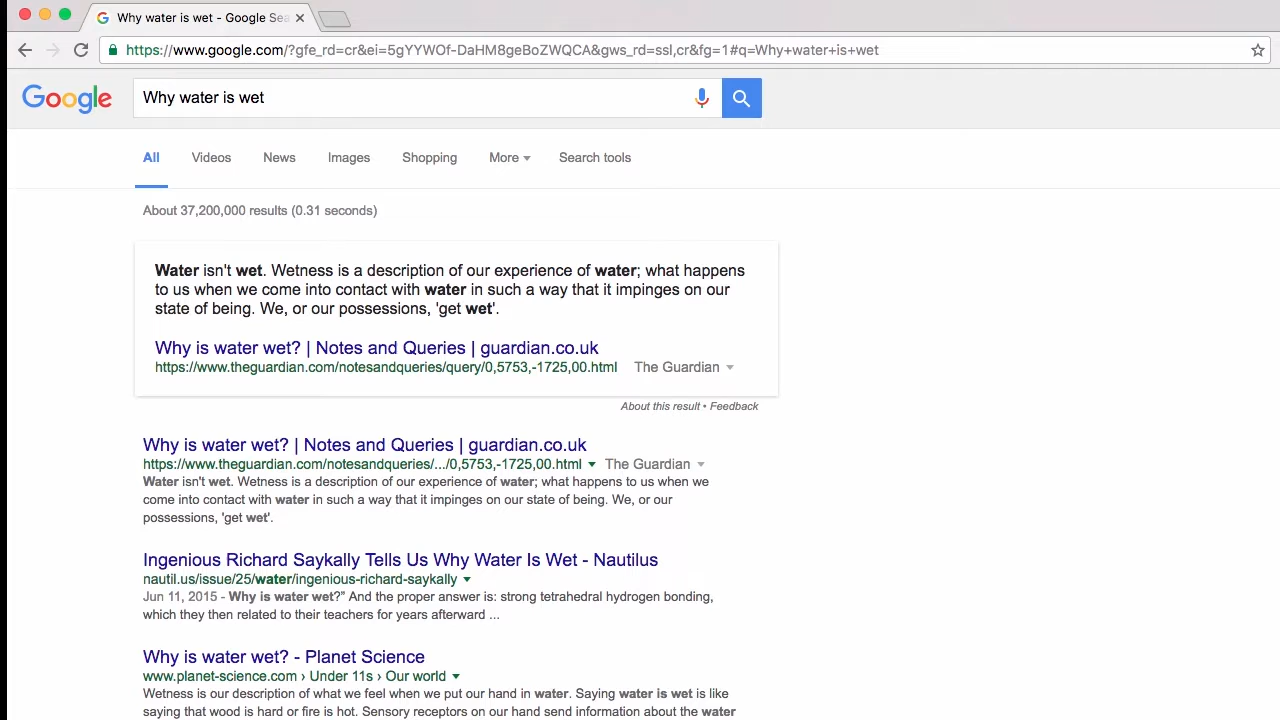 Why water is wet - Google Sea
https://www.google.com/?gfe_rd=cr&ei=5gYYWOf-DaHM8geBoZWQCA&gws_rd=ssl,cr&fg=1#q=Why+water+is+wet
Google
Why water is wet
All Videos News Images Shopping More Search tools
About 37,200,000 results (0.31 seconds)
Water isn't wet. Wetness is a description of our experience of water; what happens
to us when we come into contact with water in such a way that it impinges on our
state of being. We, or our possessions, 'get wet'.
Why is water wet? | Notes and Queries | guardian.co.uk
https://www.theguardian.com/notesandqueries/query/0,5753,-1725,00.html The Guardian
About this result • Feedback
Why is water wet? | Notes and Queries | guardian.co.uk
https://www.theguardian.com/notesandqueries/.../0,5753,-1725,00.html The Guardian
Water isn't wet. Wetness is a description of our experience of water; what happens to us when we
come into contact with water in such a way that it impinges on our state of being. We, or our
possessions, 'get wet'.
Ingenious Richard Saykally Tells Us Why Water Is Wet - Nautilus
nautil.us/issue/25/water/ingenious-richard-saykally
Jun 11, 2015 - Why is water wet?” And the proper answer is: strong tetrahedral hydrogen bonding,
which they then related to their teachers for years afterward ...
Why is water wet? - Planet Science
www.planet-science.com › Under 11s › Our world
Wetness is our description of what we feel when we put our hand in water. Saying water is wet is like
saying that wood is hard or fire is hot. Sensory receptors on our hand send information about the water